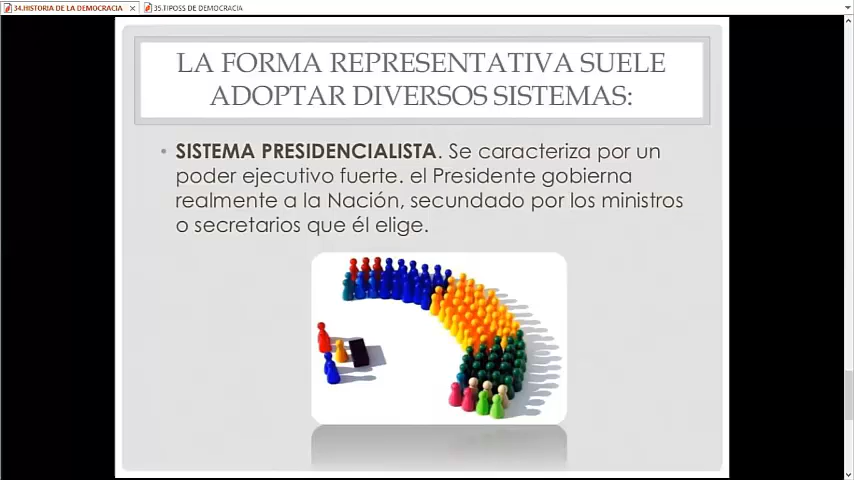 34.HISTORIA DE LA DEMOCRACIA
35.TIPOSS DE DEMOCRACIA
LA FORMA REPRESENTATIVA SUELE
ADOPTAR DIVERSOS SISTEMAS:
• SISTEMA PRESIDENCIALISTA. Se caracteriza por un
poder ejecutivo fuerte. el Presidente gobierna
realmente a la Nación, secundado por los ministros
o secretarios que él elige.